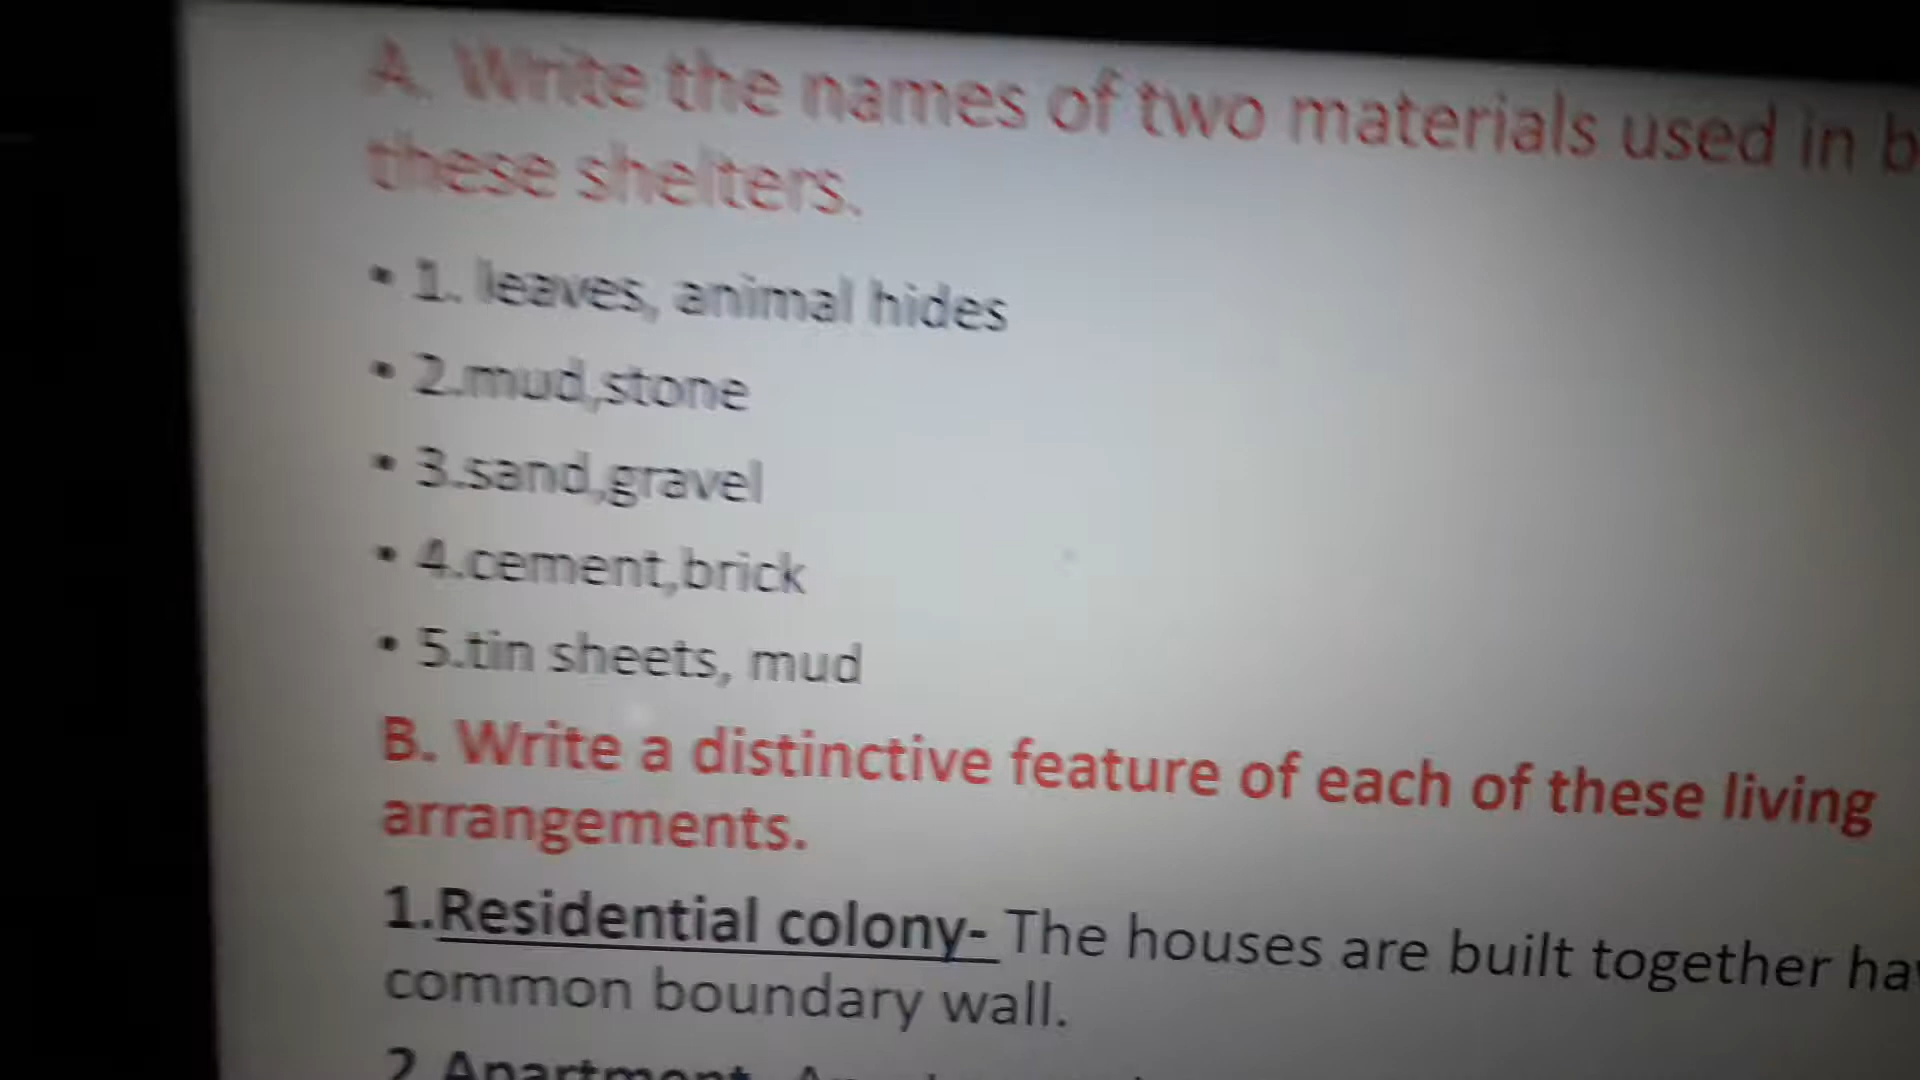 A. Write the names of two materials used in b
these shelters.
• 1. leaves, animal hides
• 2.mud,stone
• 3.sand,gravel
• 4.cement,brick
• 5.tin sheets, mud
B. Write a distinctive feature of each of these living
arrangements.
1.Residential colony- The houses are built together ha
common boundary wall.
2 Apartment